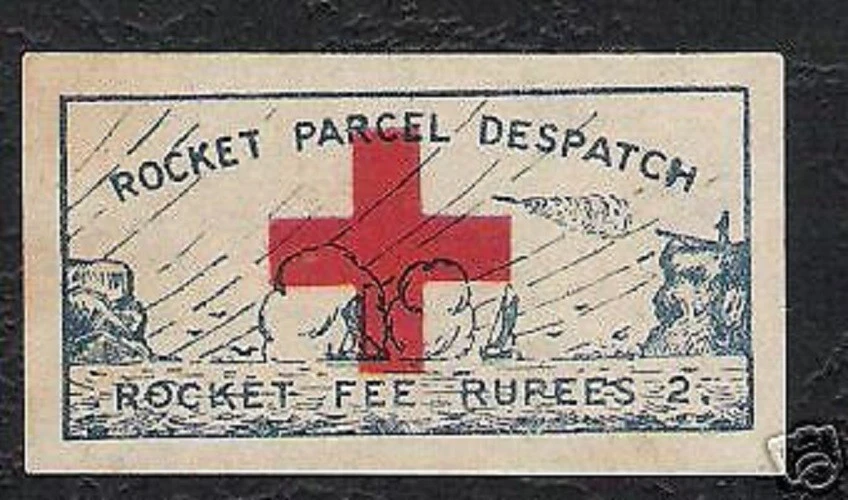 ROCKET PARCEL DESPATCH
ROCKET FEE RUPEES 2.